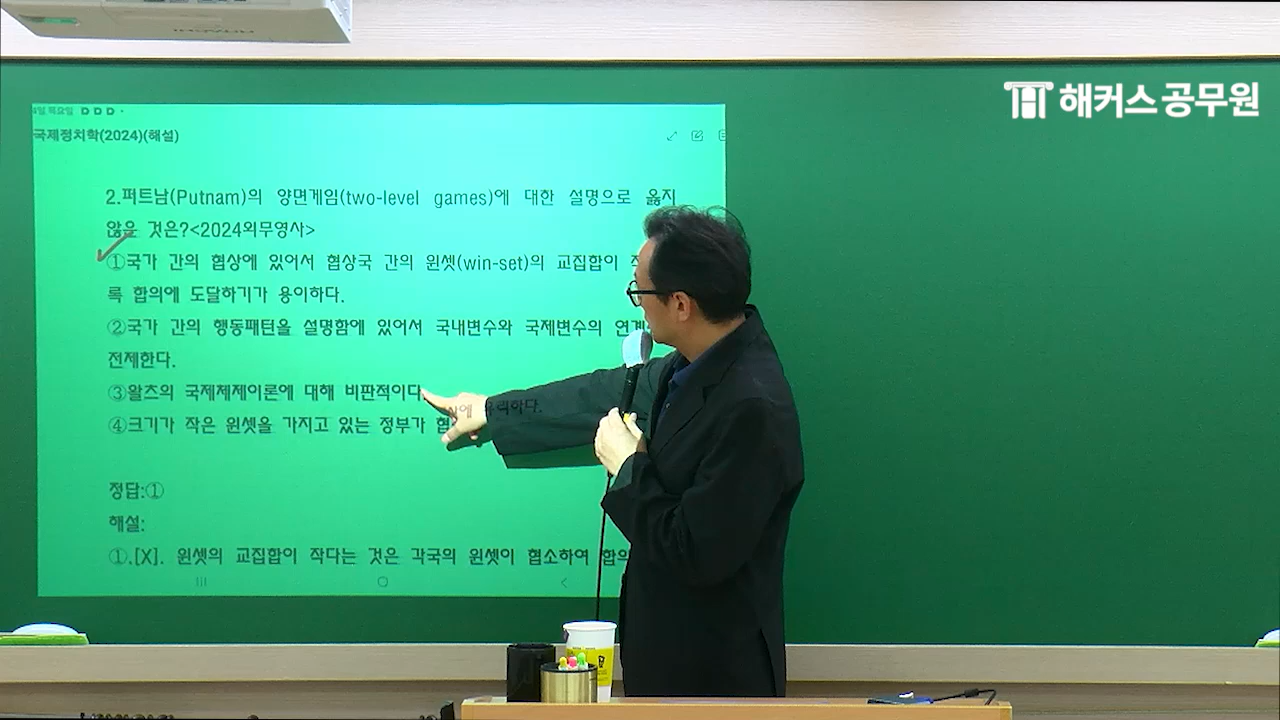 해커스공무원
국제정치학(2024)(해설)
2.퍼트남(Putnam)의 양면게임(two-level games)에 대한 설명으로 옳지
않은 것은?<2024외무영사>
①국가 간의 협상에 있어서 협상국 간의 윈셋(win-set)의 교집합이
록 합의에 도달하기가 용이하다.
②국가 간의 행동패턴을 설명함에 있어서 국내변수와 국제변수의 연계
전제한다.
③왈츠의 국제체제이론에 대해 비판적이다.
④크기가 작은 윈셋을 가지고 있는 정부가 유리하다.
정답:①
해설:
①.[X]. 윈셋의 교집합이 작다는 것은 각국의 윈셋이 협소하여 합의